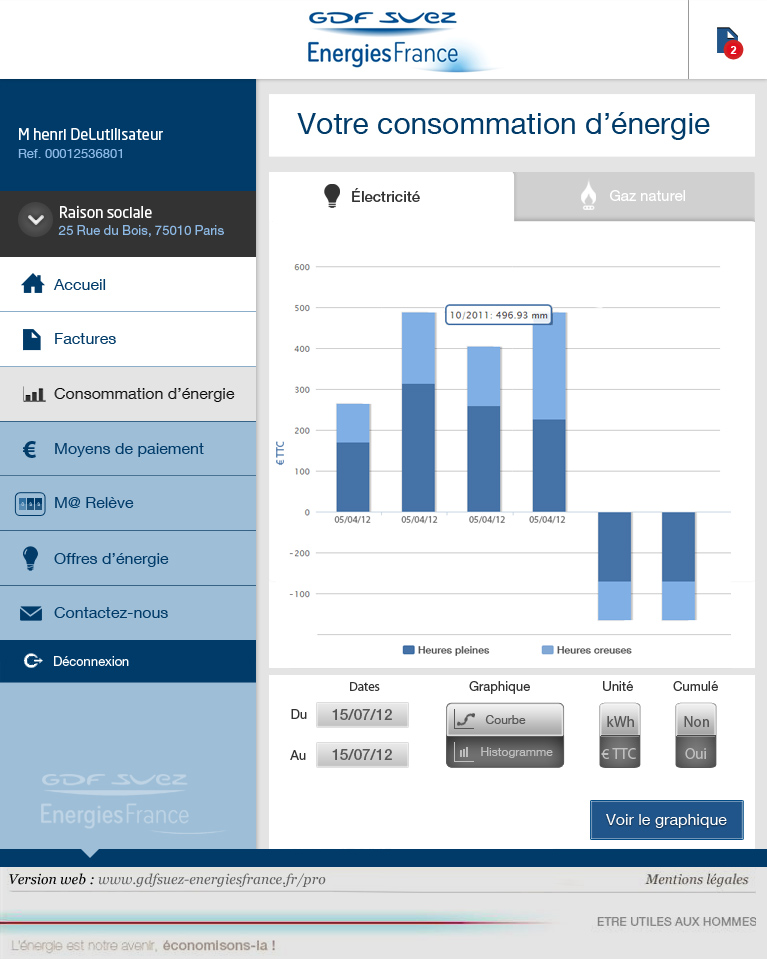 GDF SUEZ
Energies France
2
M henri DeLutilisateur
Ref. 00012536801
Raison sociale
25 Rue du Bois, 75010 Paris
Accueil
Factures
Consommation d’énergie
Moyens de paiement
M@ Relève
Offres d’énergie
Contactez-nous
Déconnexion
GDF SUEZ
Energies France
Votre consommation d’énergie
Électricité
Gaz naturel
600
500
10/2011: 496.93 mm
400
300
200
100
0
-200
-100
€ TTC
05/04/12 05/04/12 05/04/12 05/04/12
Heures pleines Heures creuses
Dates Graphique Unité Cumulé
Du 15/07/12 Courbe kWh Non
Au 15/07/12 Histogramme € TTC Oui
Voir le graphique
Version web : www.gdfsuez-energiesfrance.fr/pro
Mentions légales
ETRE UTILES AUX HOMMES
L'énergie est notre avenir, économisons-la !